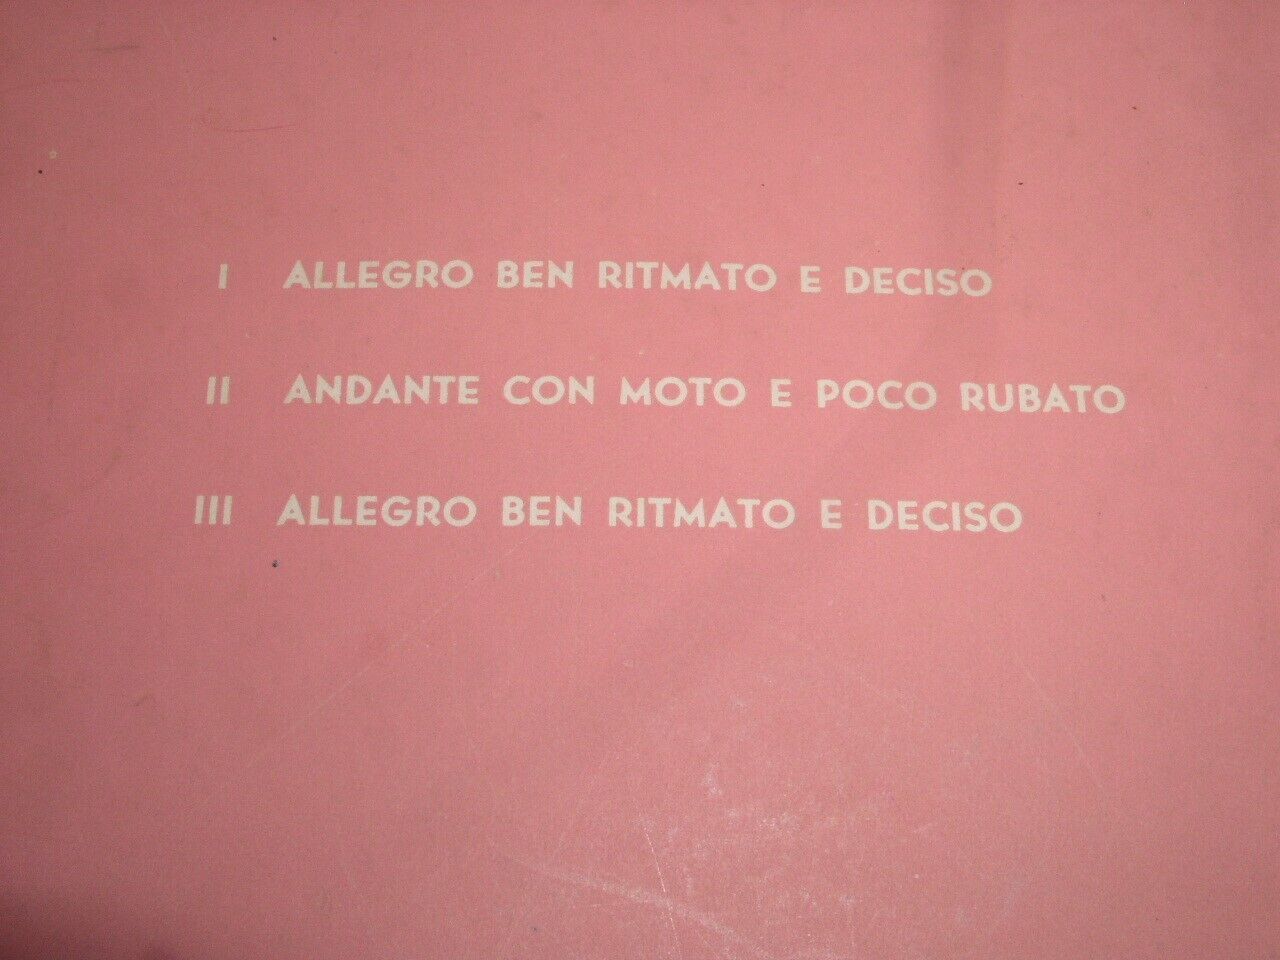 I ALLEGRO BEN RITMATO E DECISO
II ANDANTE CON MOTO E POCO RUBATO
III ALLEGRO BEN RITMATO E DECISO